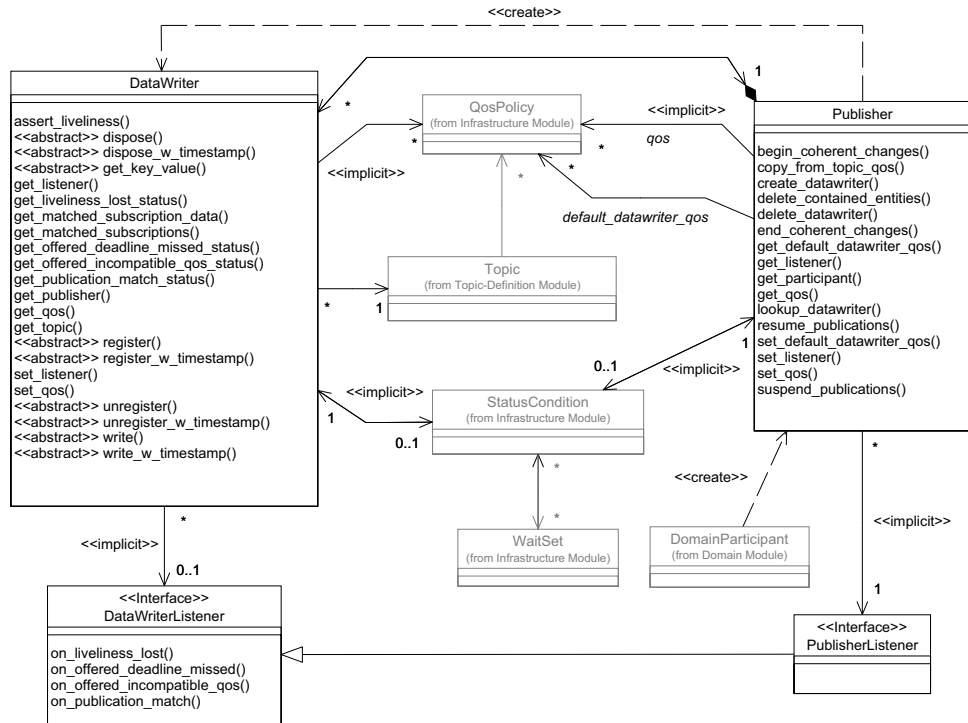 <<create>>
DataWriter
assert_liveliness()
<<abstract>> dispose()
<<abstract>> dispose_w_timestamp()
<<abstract>> get_key_value()
get_listener()
get_liveliness_lost_status()
get_matched_subscription_data()
get_matched_subscriptions()
get_offered_deadline_missed_status()
get_offered_incompatible_qos_status()
get_publication_match_status()
get_publisher()
get_qos()
get_topic()
<<abstract>> register()
<<abstract>> register_w_timestamp()
set_listener()
set_qos()
<<abstract>> unregister()
<<abstract>> unregister_w_timestamp()
<<abstract>> write()
<<abstract>> write_w_timestamp()
*
1
QosPolicy
(from Infrastructure Module)
*
*
*
*
<<implicit>>
<<implicit>>
qos
default_datawriter_qos
Publisher
begin_coherent_changes()
copy_from_topic_qos()
create_datawriter()
delete_contained_entities()
delete_datawriter()
end_coherent_changes()
get_default_datawriter_qos()
get_listener()
get_participant()
get_qos()
lookup_datawriter()
resume_publications()
set_default_datawriter_qos()
set_listener()
set_qos()
suspend_publications()
Topic
(from Topic-Definition Module)
*
1
1
0..1
<<implicit>>
<<implicit>>
1
0..1
StatusCondition
(from Infrastructure Module)
*
*
WaitSet
(from Infrastructure Module)
<<create>>
DomainParticipant
(from Domain Module)
*
<<implicit>>
1
*
<<implicit>>
0..1
<<Interface>>
DataWriterListener
on_liveliness_lost()
on_offered_deadline_missed()
on_offered_incompatible_qos()
on_publication_match()
<<Interface>>
PublisherListener